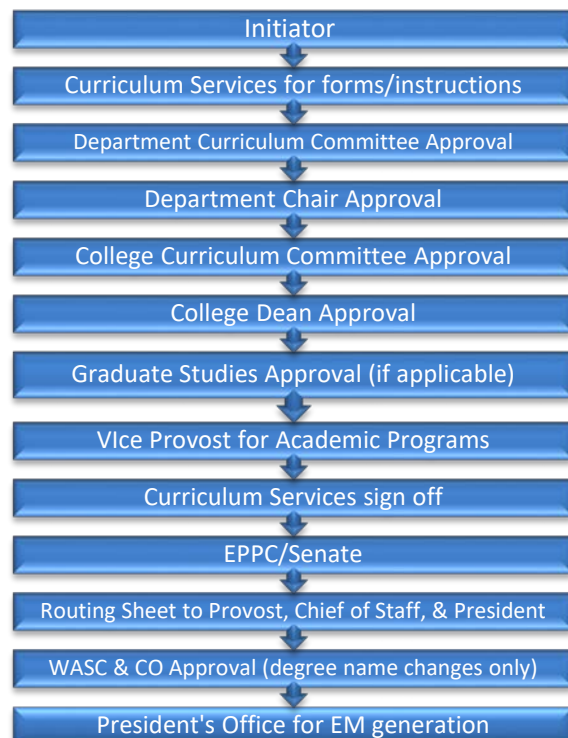 Initiator
Curriculum Services for forms/instructions
Department Curriculum Committee Approval
Department Chair Approval
College Curriculum Committee Approval
College Dean Approval
Graduate Studies Approval (if applicable)
VIce Provost for Academic Programs
Curriculum Services sign off
EPPC/Senate
Routing Sheet to Provost, Chief of Staff, & President
WASC & CO Approval (degree name changes only)
President's Office for EM generation